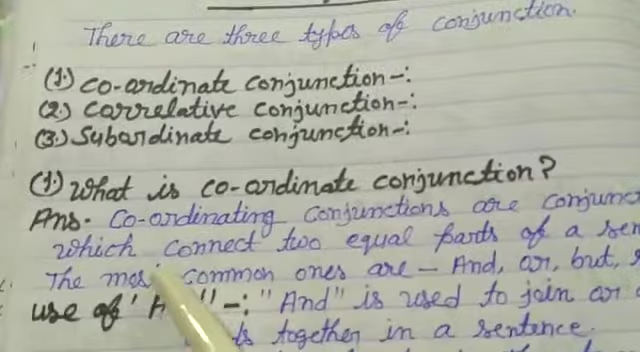 There are three types of conjunction.
(1.) Co-ordinate conjunction-:
(2.) Correlative conjunction-:
(3.) Subordinate conjunction-:
(1) What is co-ordinate conjunction?
Ans. Co-ordinating conjunctions are conjunc
which connect two equal parts of a sen
The most common ones are - And, or, but, s
use of ' " -: "And" is used to join or
together in a sentence.